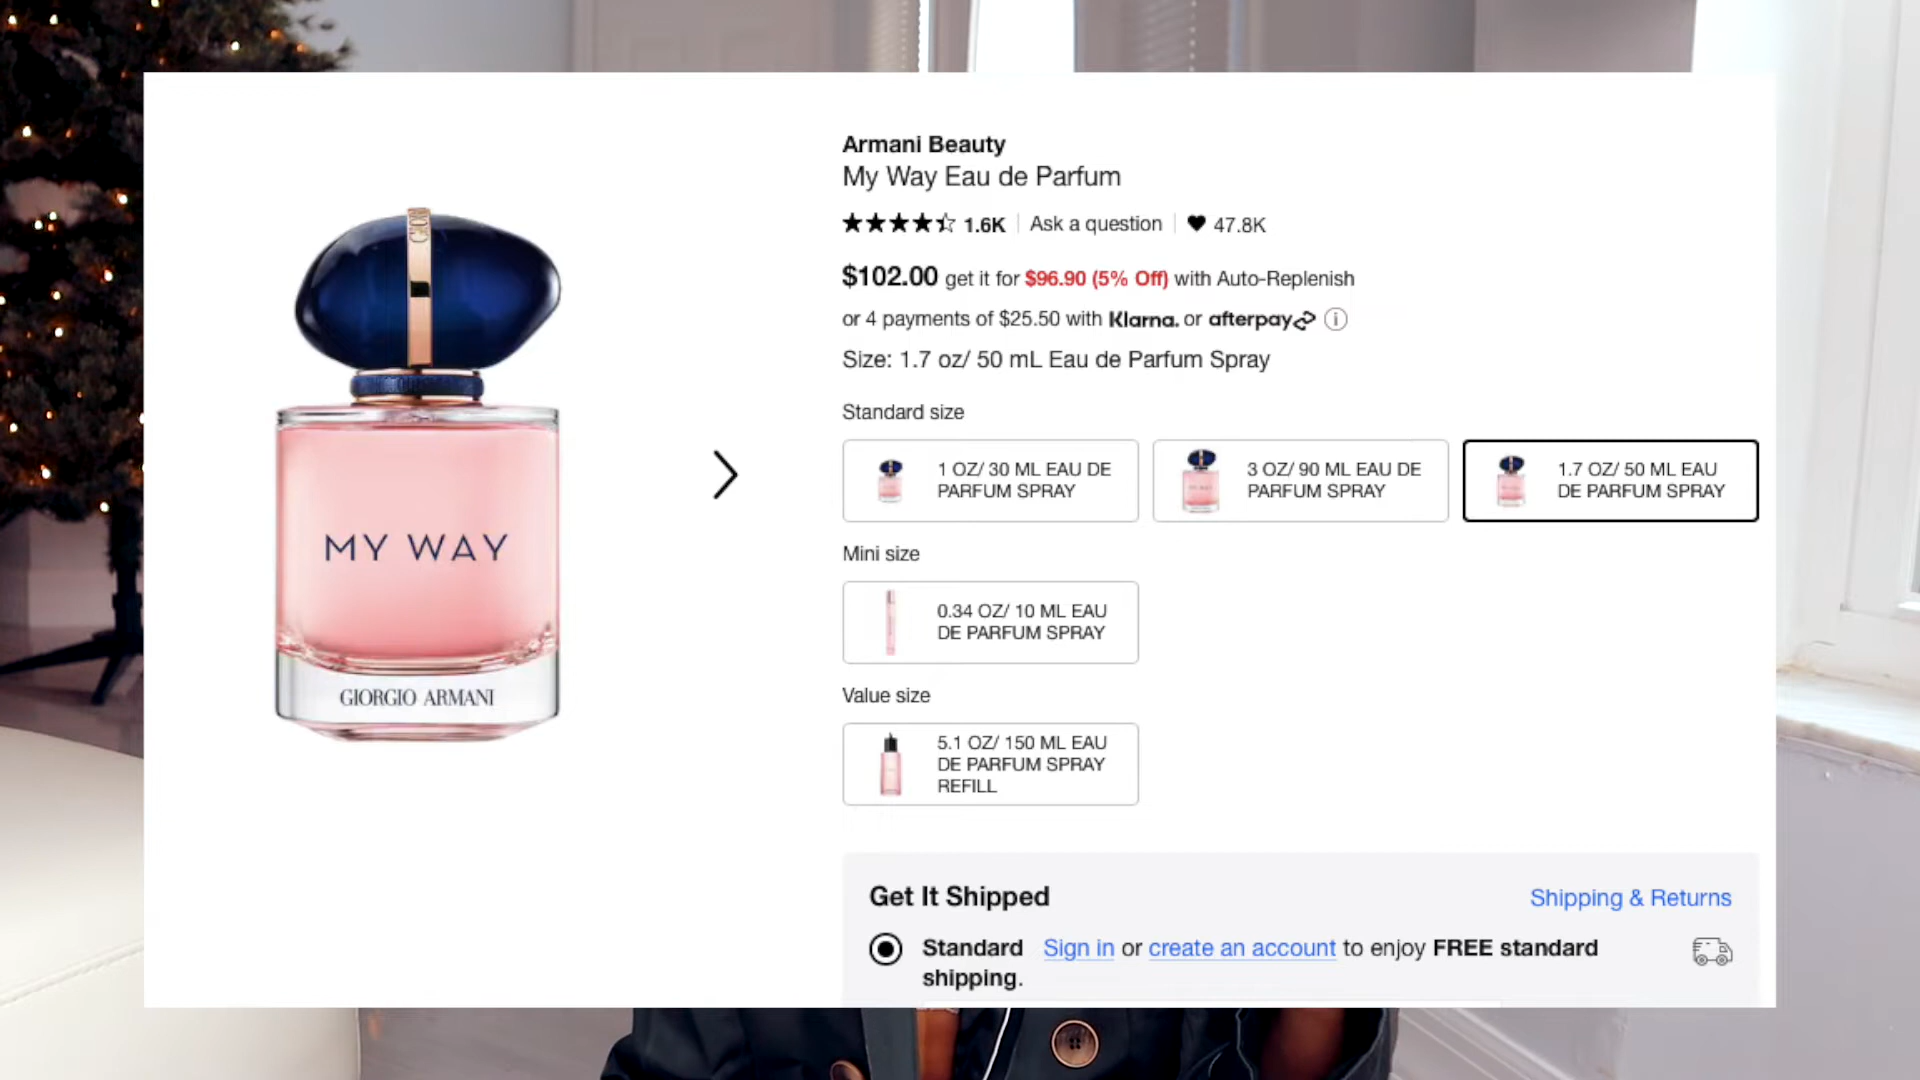 Armani Beauty
My Way Eau de Parfum
1.6K Ask a question 47.8K
$102.00 get it for $96.90 (5% Off) with Auto-Replenish
or 4 payments of $25.50 with Klarna. or afterpay
Size: 1.7 oz/ 50 mL Eau de Parfum Spray
Standard size
1 OZ/ 30 ML EAU DE
PARFUM SPRAY
3 OZ/ 90 ML EAU DE
PARFUM SPRAY
1.7 OZ/ 50 ML EAU
DE PARFUM SPRAY
Mini size
0.34 OZ/ 10 ML EAU
DE PARFUM SPRAY
Value size
5.1 OZ/ 150 ML EAU
DE PARFUM SPRAY
REFILL
Get It Shipped
Shipping & Returns
Standard Sign in or create an account to enjoy FREE standard
shipping.
MY WAY
GIORGIO ARMANI